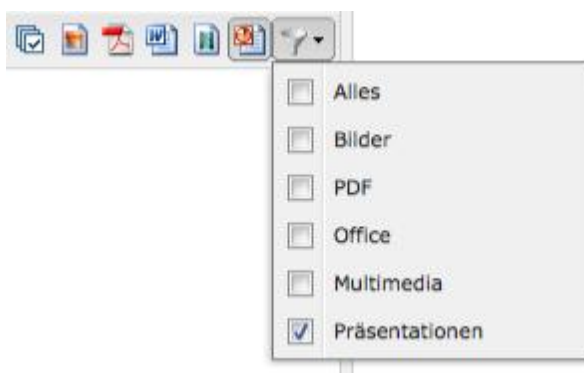 Alles
Bilder
PDF
Office
Multimedia
Präsentationen